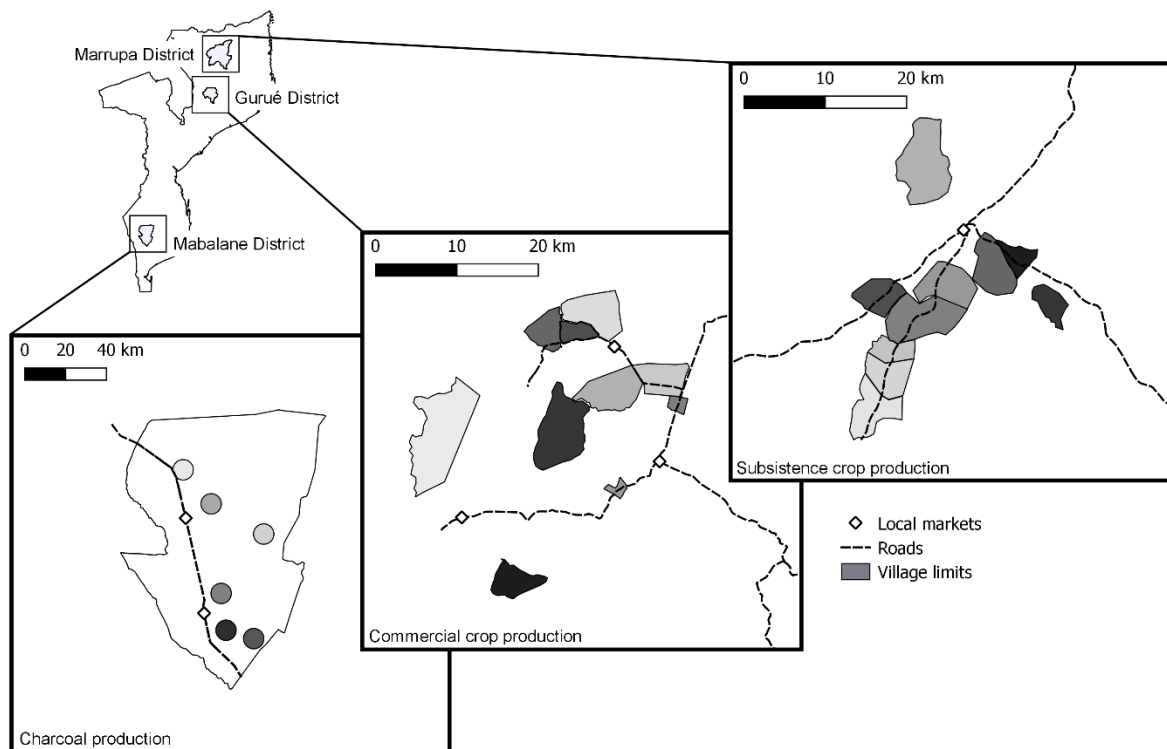 Marrupa District
Gurué District
Mabalane District
0 10 20 km
Subsistence crop production
0 10 20 km
Commercial crop production
0 20 40 km
Charcoal production
Local markets
Roads
Village limits